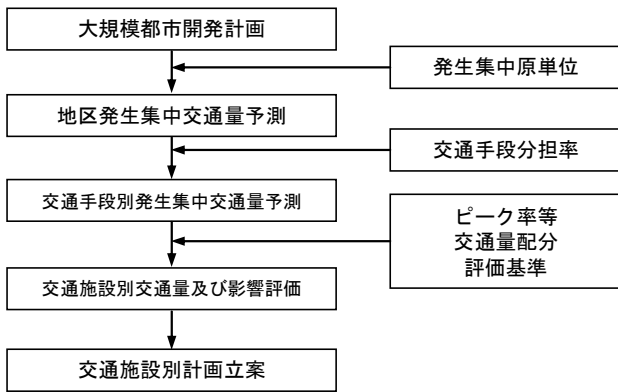 大規模都市開発計画
発生集中原単位
地区発生集中交通量予測
交通手段分担率
交通手段別発生集中交通量予測
ピーク率等
交通量配分
評価基準
交通施設別交通量及び影響評価
交通施設別計画立案